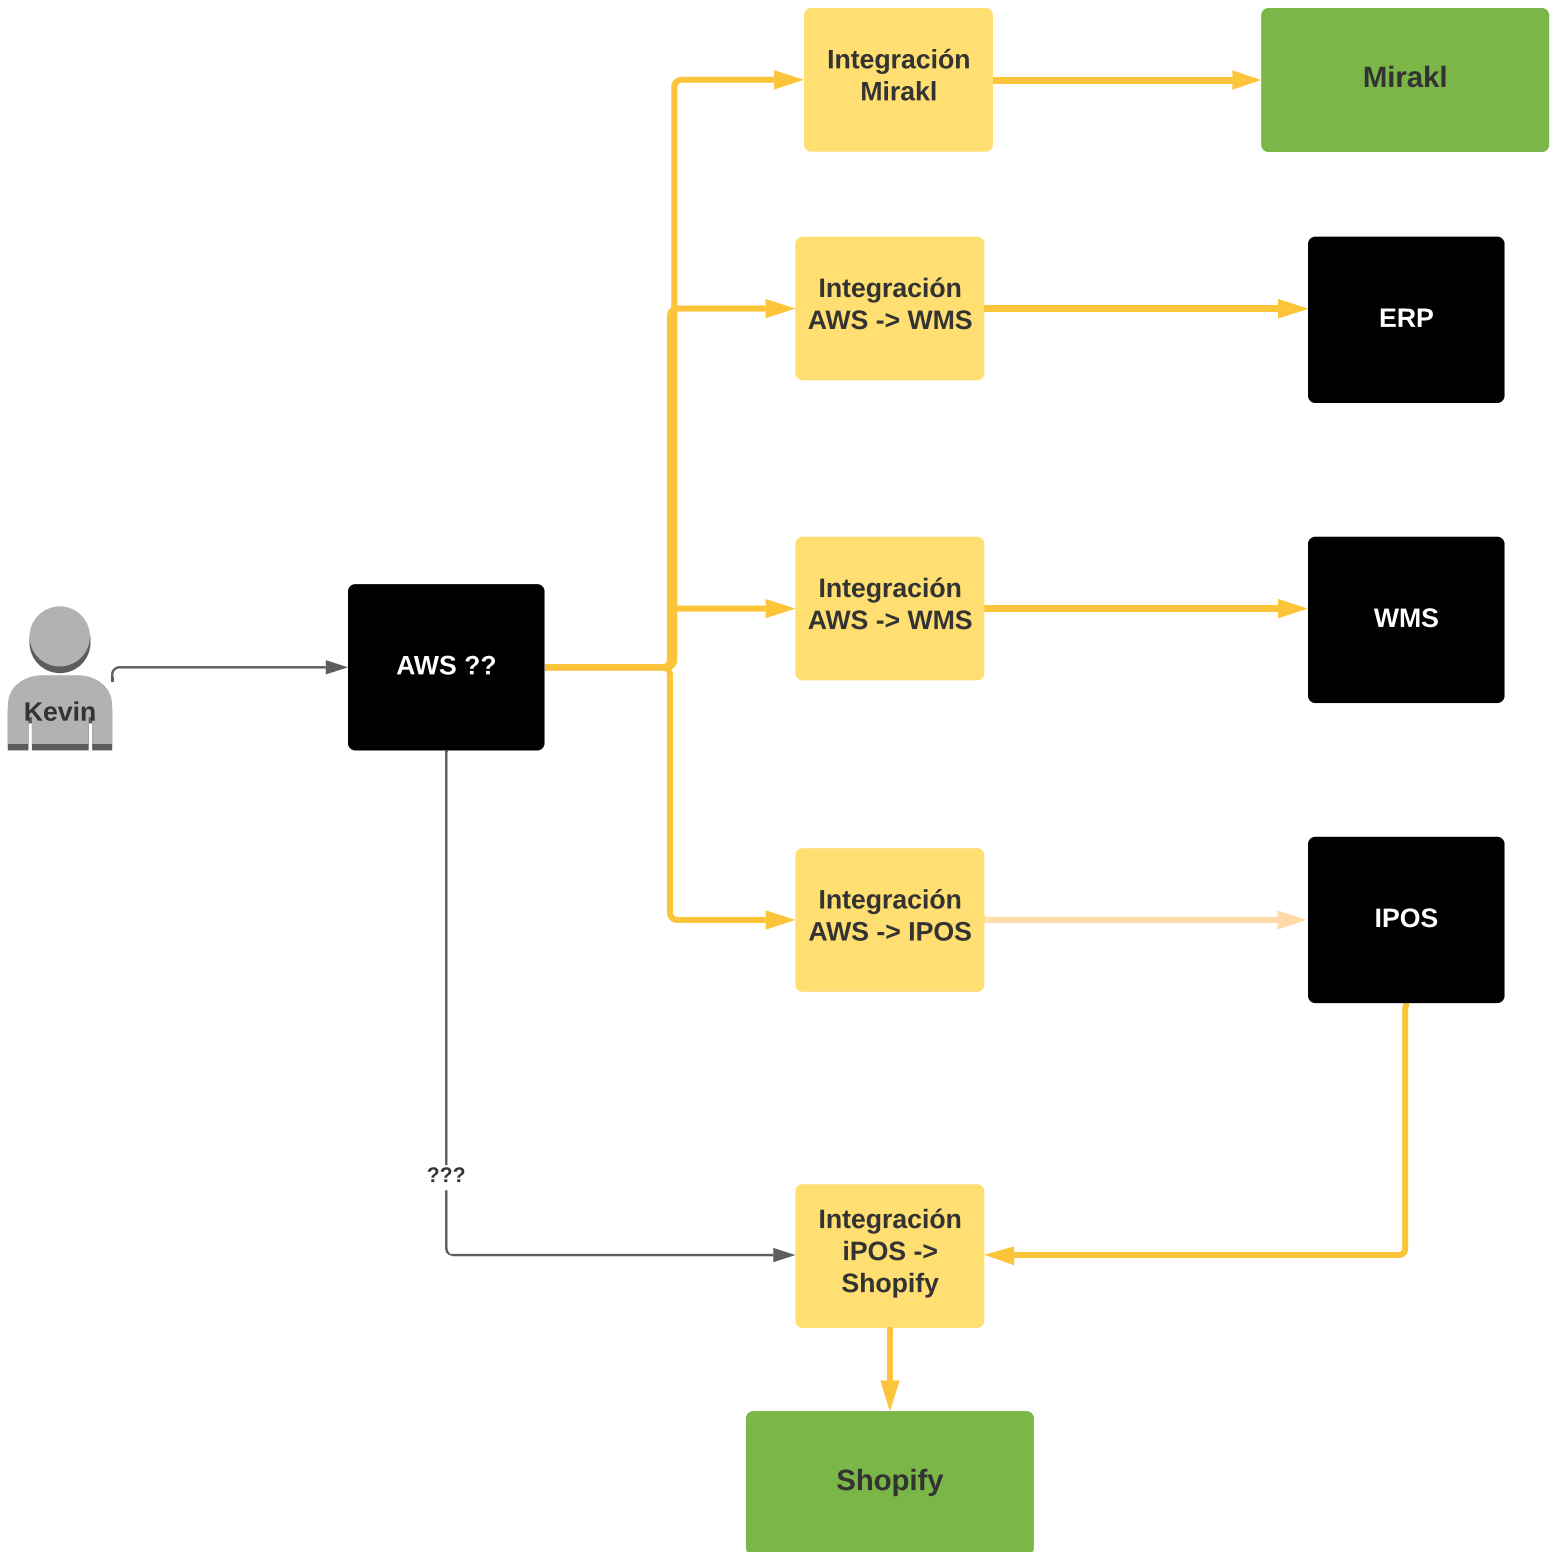 Integración
Mirakl
Mirakl
Integración
AWS -> WMS
ERP
Integración
AWS -> WMS
WMS
Kevin
AWS ??
Integración
AWS -> IPOS
IPOS
???
Integración
iPOS ->
Shopify
Shopify